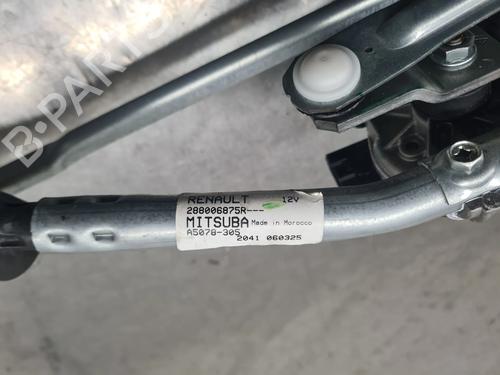 B-PARTS
RENAULT 12V
288006875R---
MITSUBA Made in Morocco
A5078-305
2041 060325